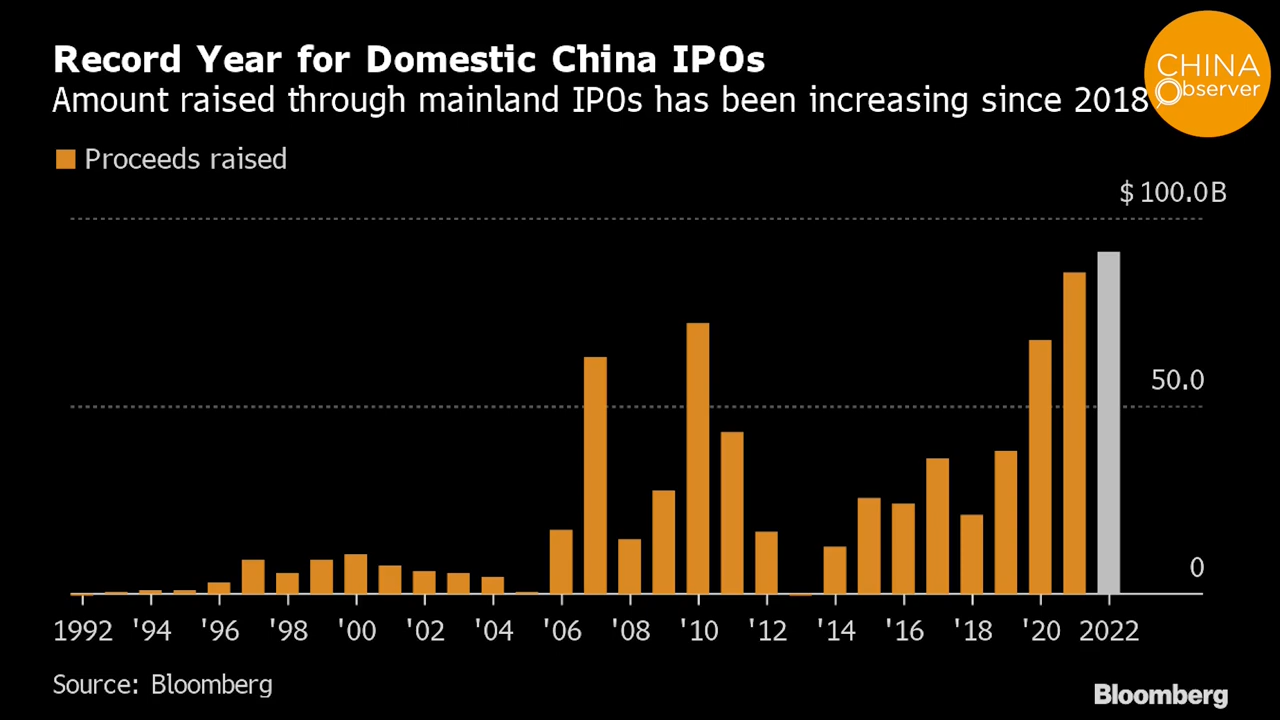 Record Year for Domestic China IPOs
Amount raised through mainland IPOs has been increasing since 2018
CHINA
Observer
Proceeds raised
$ 100.0B
50.0
0
1992 '94 '96 '98 '00 '02 '04 '06 '08 '10 '12 '14 '16 '18 '20 2022
Source: Bloomberg
Bloomberg